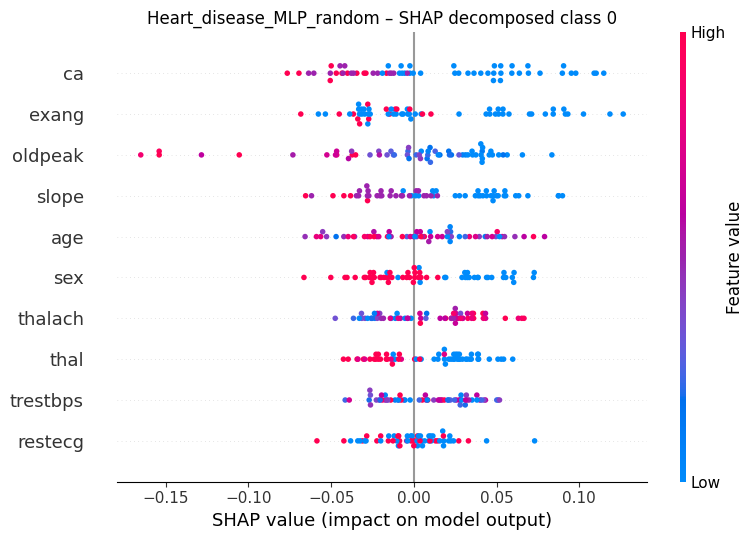 Heart_disease_MLP_random – SHAP decomposed class 0
High
ca
exang
oldpeak
slope
age
sex
thalach
thal
trestbps
restecg
Feature value
Low
−0.15 −0.10 −0.05 0.00 0.05 0.10
SHAP value (impact on model output)